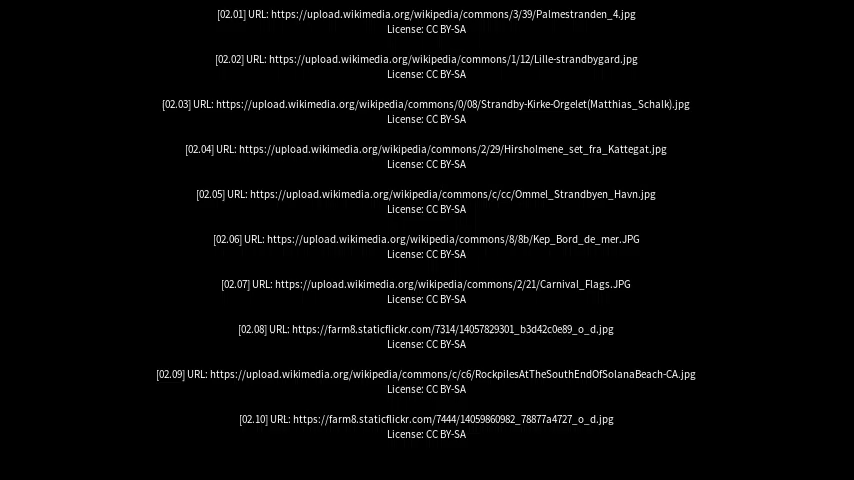 [02.01] URL: https://upload.wikimedia.org/wikipedia/commons/3/39/Palmestranden_4.jpg
License: CC BY-SA
[02.02] URL: https://upload.wikimedia.org/wikipedia/commons/1/12/Lille-strandbygard.jpg
License: CC BY-SA
[02.03] URL: https://upload.wikimedia.org/wikipedia/commons/0/08/Strandby-Kirke-Orgelet(Matthias_Schalk).jpg
License: CC BY-SA
[02.04] URL: https://upload.wikimedia.org/wikipedia/commons/2/29/Hirsholmene_set_fra_Kattegat.jpg
License: CC BY-SA
[02.05] URL: https://upload.wikimedia.org/wikipedia/commons/c/cc/Ommel_Strandbyen_Havn.jpg
License: CC BY-SA
[02.06] URL: https://upload.wikimedia.org/wikipedia/commons/8/8b/Kep_Bord_de_mer.JPG
License: CC BY-SA
[02.07] URL: https://upload.wikimedia.org/wikipedia/commons/2/21/Carnival_Flags.JPG
License: CC BY-SA
[02.08] URL: https://farm8.staticflickr.com/7314/14057829301_b3d42c0e89_o_d.jpg
License: CC BY-SA
[02.09] URL: https://upload.wikimedia.org/wikipedia/commons/c/c6/RockpilesAtTheSouthEndOfSolanaBeach-CA.jpg
License: CC BY-SA
[02.10] URL: https://farm8.staticflickr.com/7444/14059860982_78877a4727_o_d.jpg
License: CC BY-SA